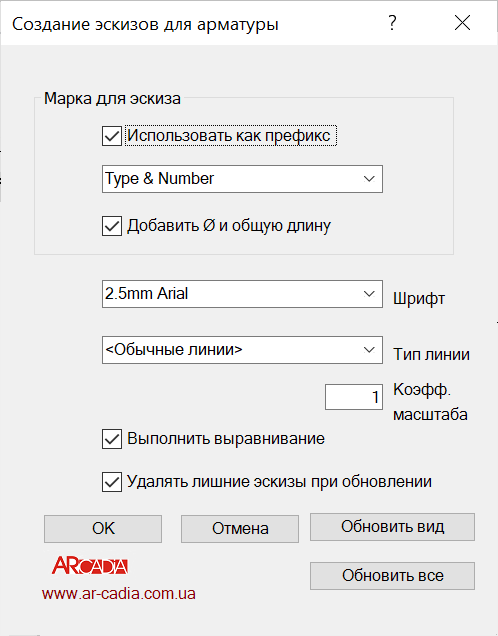 Создание эскизов для арматуры ?
Марка для эскиза
Использовать как префикс
Type & Number
Добавить Ø и общую длину
2.5mm Arial
Шрифт
<Обычные линии>
Тип линии
1
Коэфф.
масштаба
Выполнить выравнивание
Удалять лишние эскизы при обновлении
OK Отмена Обновить вид
ARCADIA
www.ar-cadia.com.ua
Обновить все